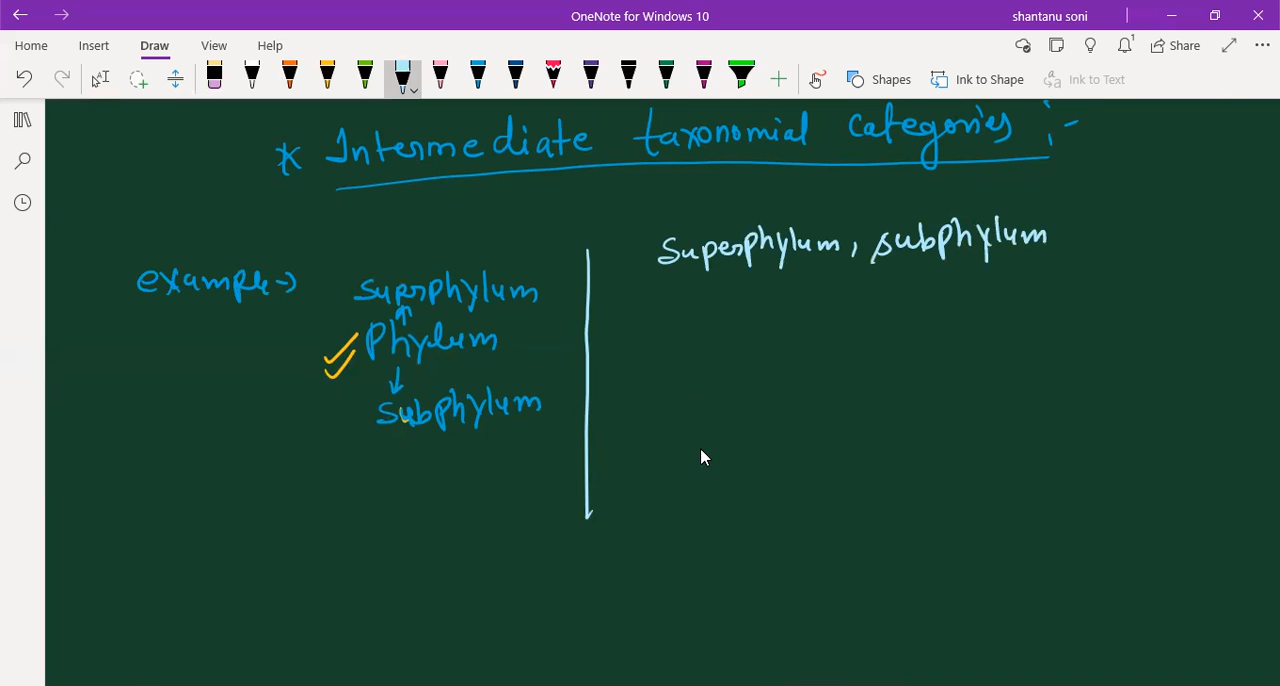 OneNote for Windows 10
shantanu soni
Home Insert Draw View Help
1
Share
Shapes
Ink to Shape
Ink to Text
* Intermediate taxonomial categories :-
example →
superphylum
↑
phylum
↓
subphylum
superphylum, subphylum